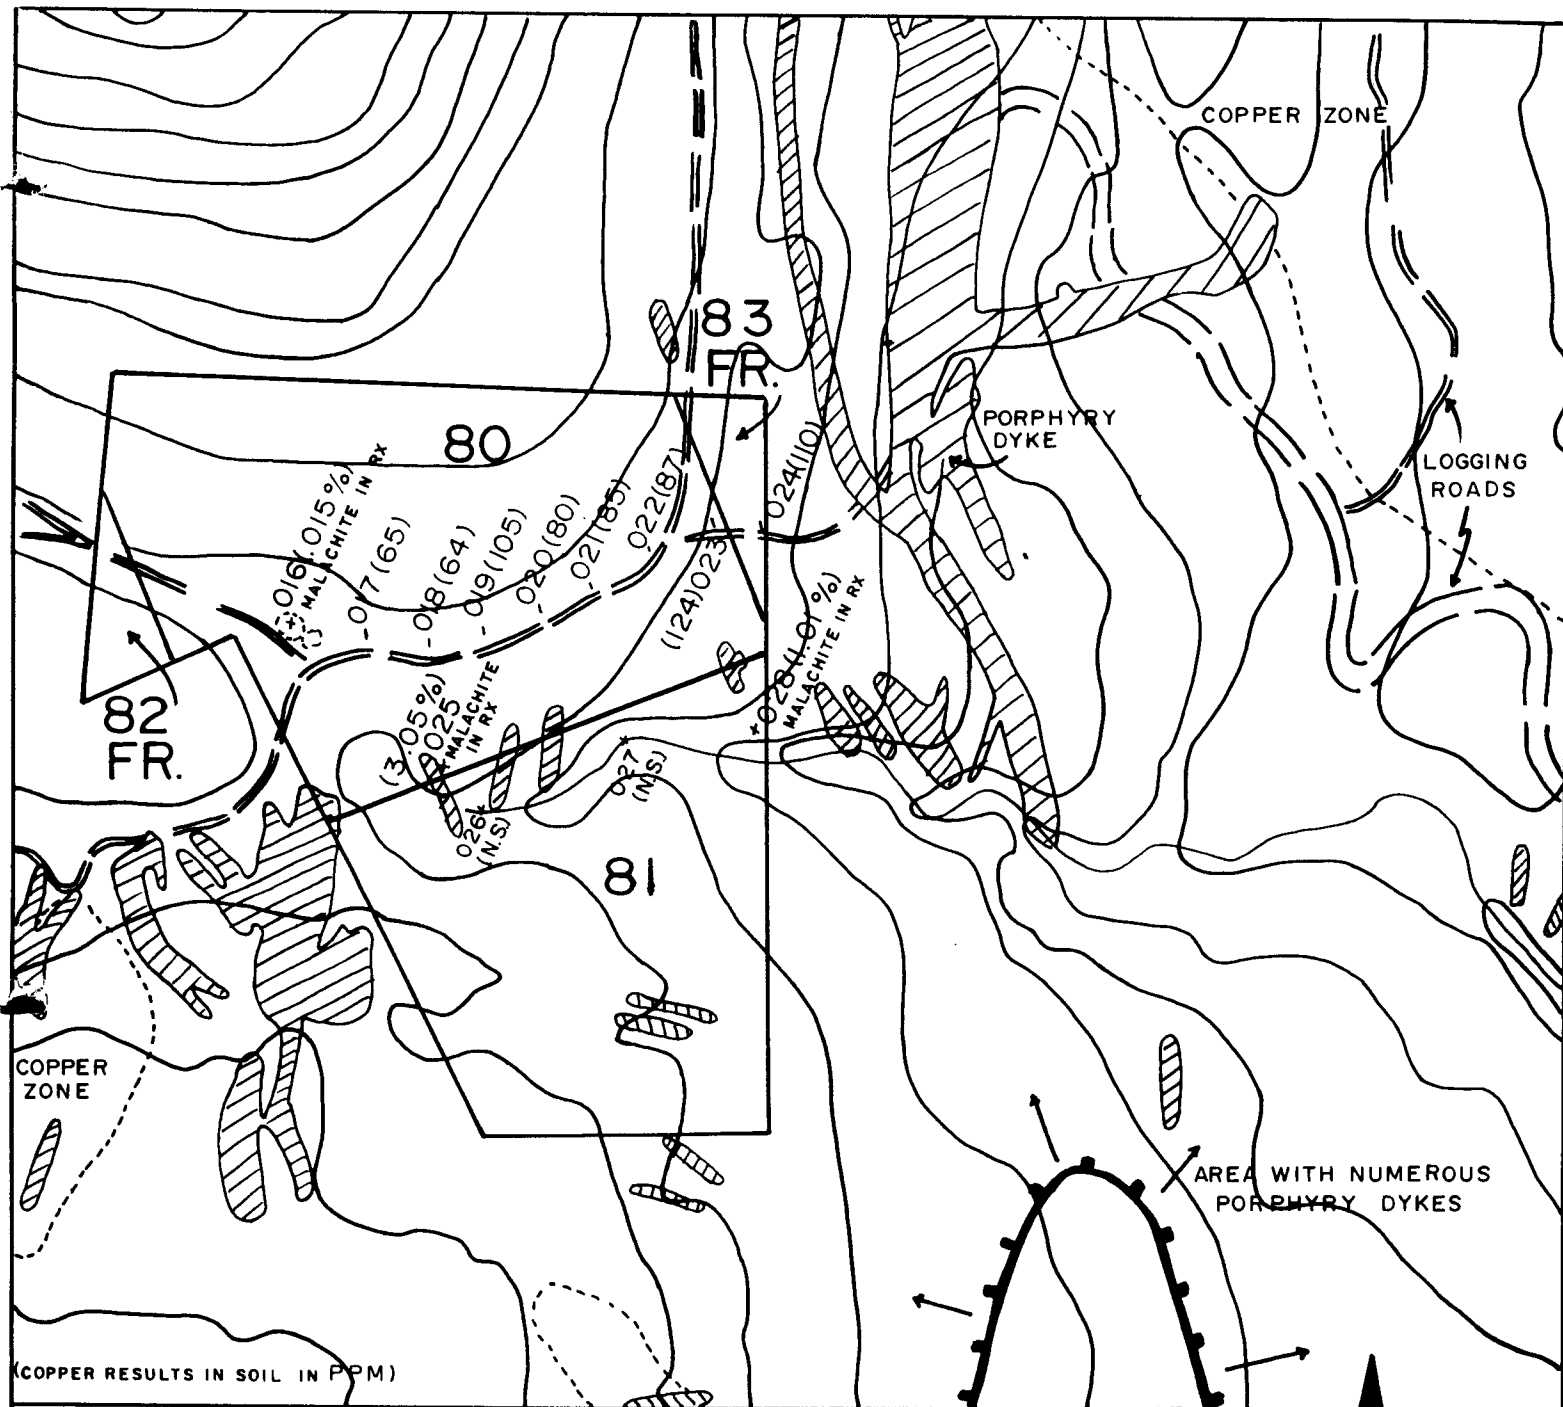 COPPER ZONE
83
FR.
80
PORPHYRY
DYKE
LOGGING
ROADS
016(.015%)
MALACHITE IN RX
017(65)
018(64)
019(105)
020(80)
021(85)
022(87)
(124)023
024(110)
82
FR.
(3.05%)
025
MALACHITE
IN RX
028(1.01%)
MALACHITE IN RX
026
(N.S.)
027
(N.S.)
81
COPPER
ZONE
AREA WITH NUMEROUS
PORPHYRY DYKES
(COPPER RESULTS IN SOIL IN PPM)